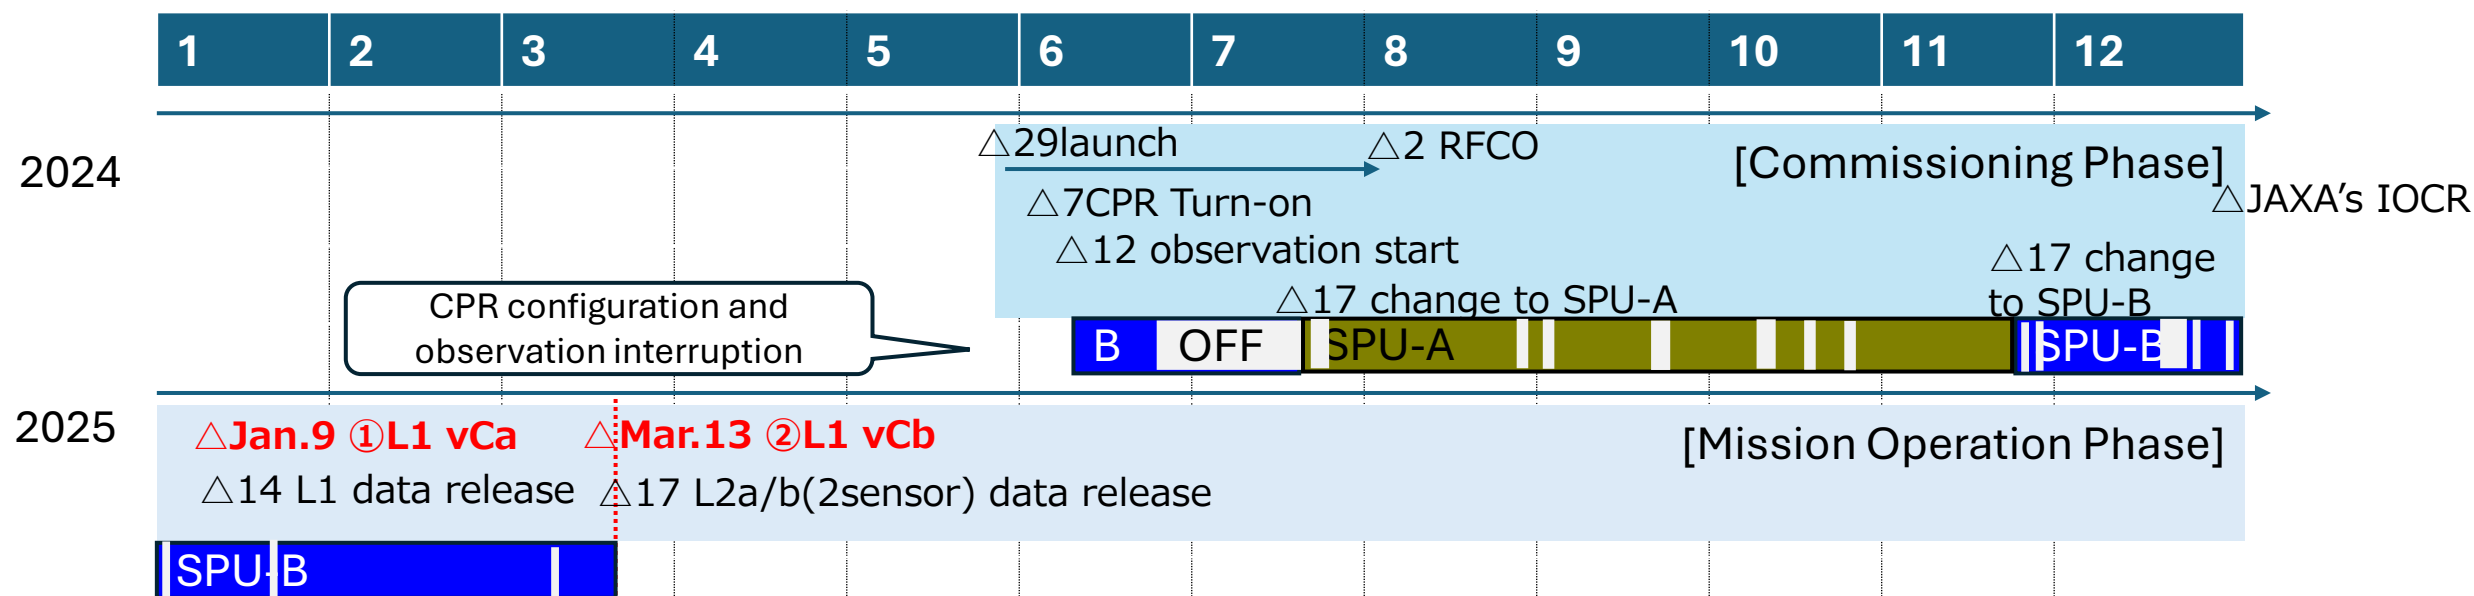 1 2 3 4 5 6 7 8 9 10 11 12
2024
△29launch
△2 RFCO
[Commissioning Phase]
△7CPR Turn-on
△JAXA's IOCR
△12 observation start
△17 change
to SPU-B
△17 change to SPU-A
CPR configuration and
observation interruption
B OFF SPU-A SPU-B
2025
△Jan.9 ①L1 vCa
△Mar.13 ②L1 vCb
[Mission Operation Phase]
△14 L1 data release
△17 L2a/b(2sensor) data release
SPU-B